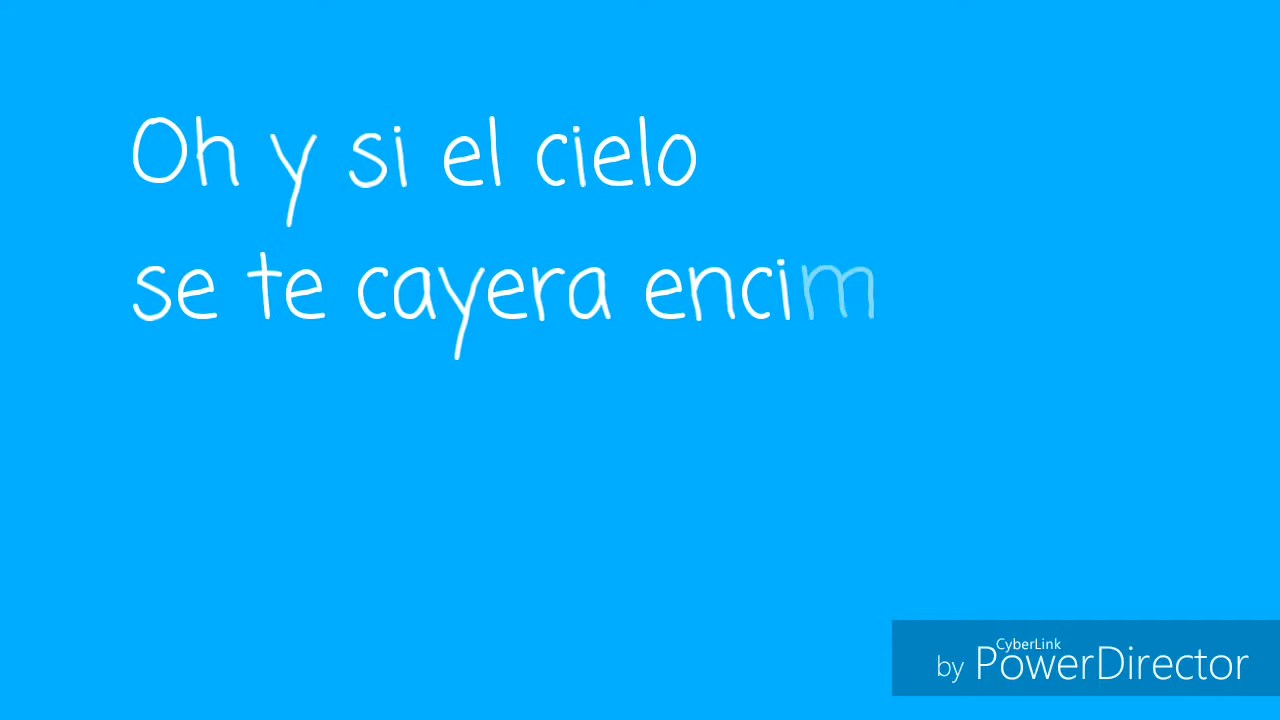 Oh y si el cielo
se te cayera encim
CyberLink
by PowerDirector